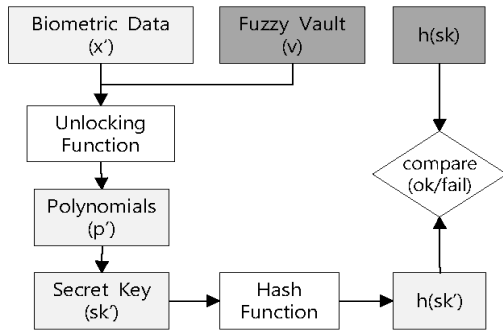 Biometric Data
(x′)
Fuzzy Vault
(v)
h(sk)
Unlocking
Function
compare
(ok/fail)
Polynomials
(p′)
Secret Key
(sk′)
Hash
Function
h(sk′)